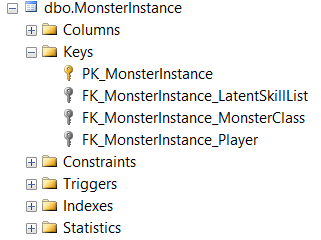 dbo.MonsterInstance
Columns
Keys
PK_MonsterInstance
FK_MonsterInstance_LatentSkillList
FK_MonsterInstance_MonsterClass
FK_MonsterInstance_Player
Constraints
Triggers
Indexes
Statistics